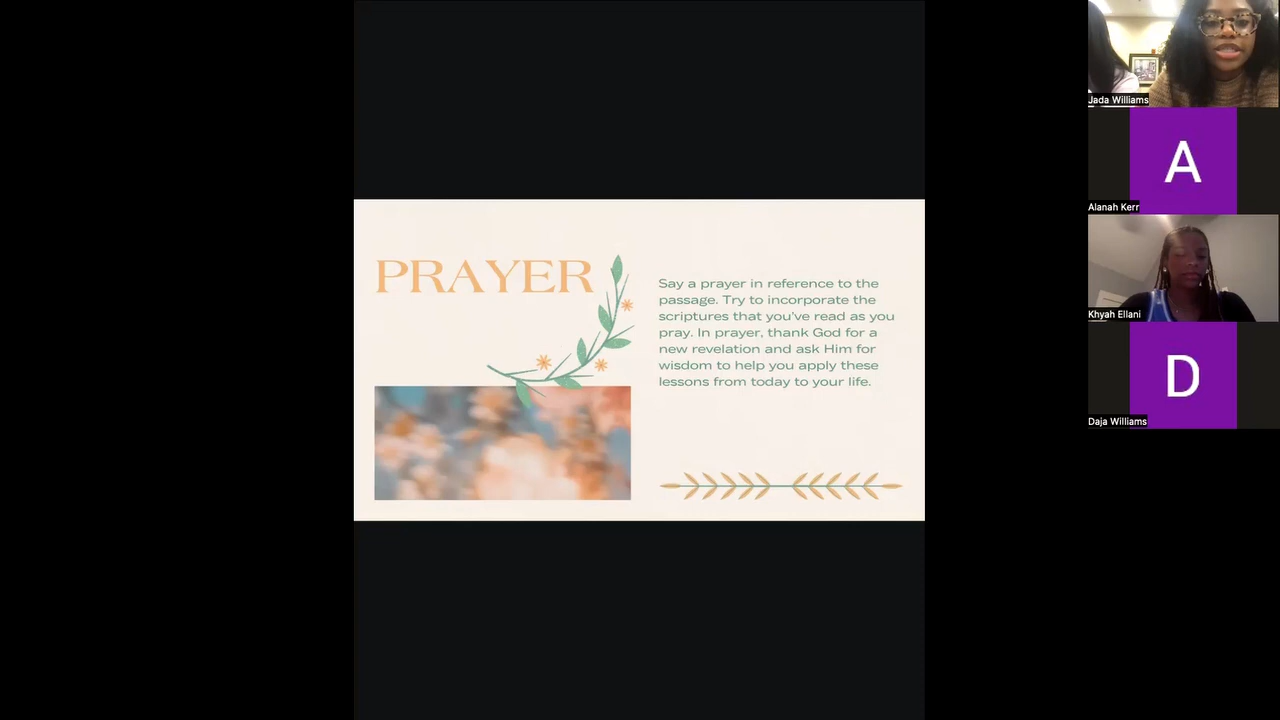 PRAYER
Say a prayer in reference to the
passage. Try to incorporate the
scriptures that you've read as you
pray. In prayer, thank God for a
new revelation and ask Him for
wisdom to help you apply these
lessons from today to your life.
Jada Williams
A
Alanah Kerr
Khyah Ellani
D
Daja Williams